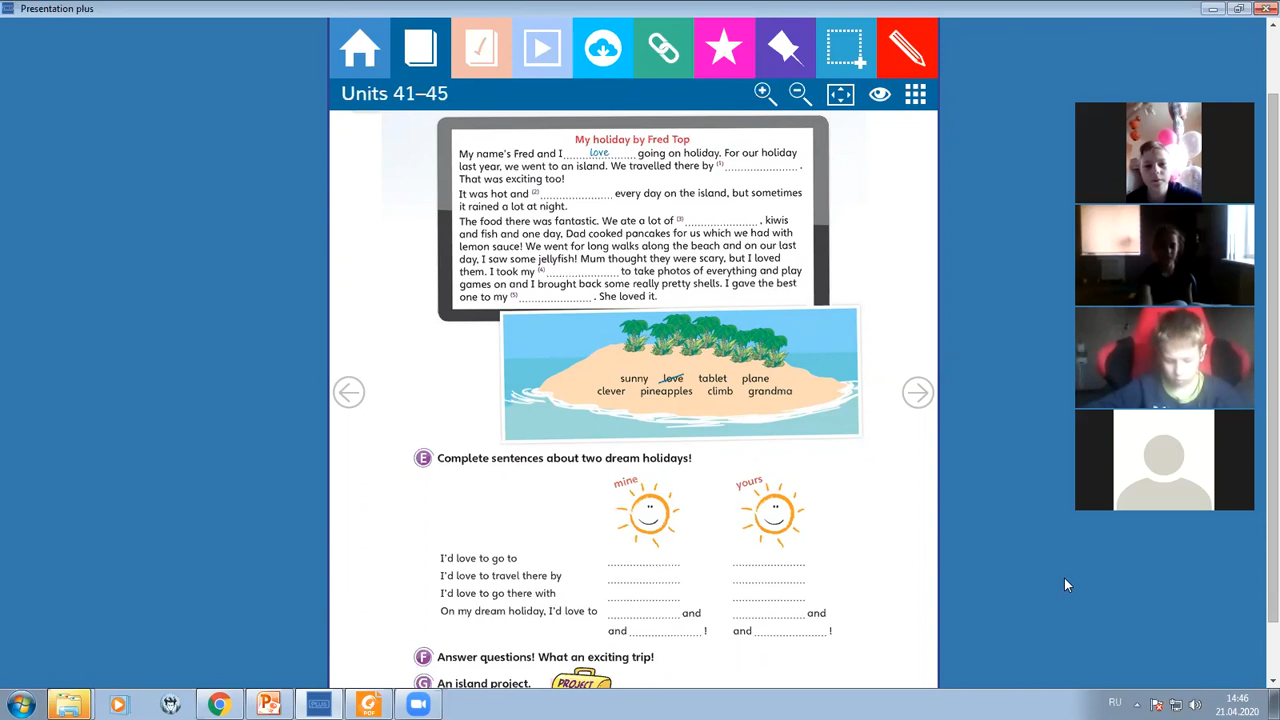 Presentation plus
Units 41–45
My holiday by Fred Top
My name's Fred and I love going on holiday. For our holiday
last year, we went to an island. We travelled there by (1) .................... .
That was exciting too!
It was hot and (2) .................... every day on the island, but sometimes
it rained a lot at night.
The food there was fantastic. We ate a lot of (3) .................... , kiwis
and fish and one day, Dad cooked pancakes for us which we had with
lemon sauce! We went for long walks along the beach and on our last
day, I saw some jellyfish! Mum thought they were scary, but I loved
them. I took my (4) .................... to take photos of everything and play
games on and I brought back some really pretty shells. I gave the best
one to my (5) .................... . She loved it.
sunny love tablet plane
clever pineapples climb grandma
E Complete sentences about two dream holidays!
mine yours
I'd love to go to .................... ....................
I'd love to travel there by .................... ....................
I'd love to go there with .................... ....................
On my dream holiday, I'd love to .................... and .................... and
and .................... ! and .................... !
F Answer questions! What an exciting trip!
G An island project. PROJECT
PLUS
PDF
RU
14:46
21.04.2020